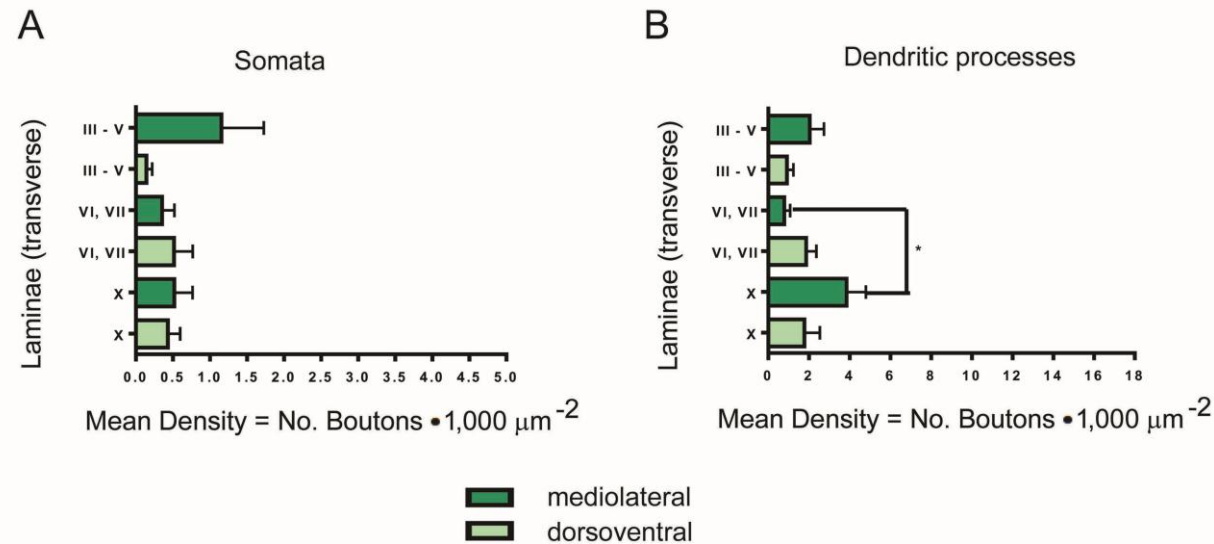 A
Somata
Laminae (transverse)
III - V
III - V
VI, VII
VI, VII
X
X
0.0 0.5 1.0 1.5 2.0 2.5 3.0 3.5 4.0 4.5 5.0
Mean Density = No. Boutons • 1,000 μm-2
B
Dendritic processes
Laminae (transverse)
III - V
III - V
VI, VII
*
VI, VII
X
X
0 2 4 6 8 10 12 14 16 18
Mean Density = No. Boutons • 1,000 μm-2
mediolateral
dorsoventral